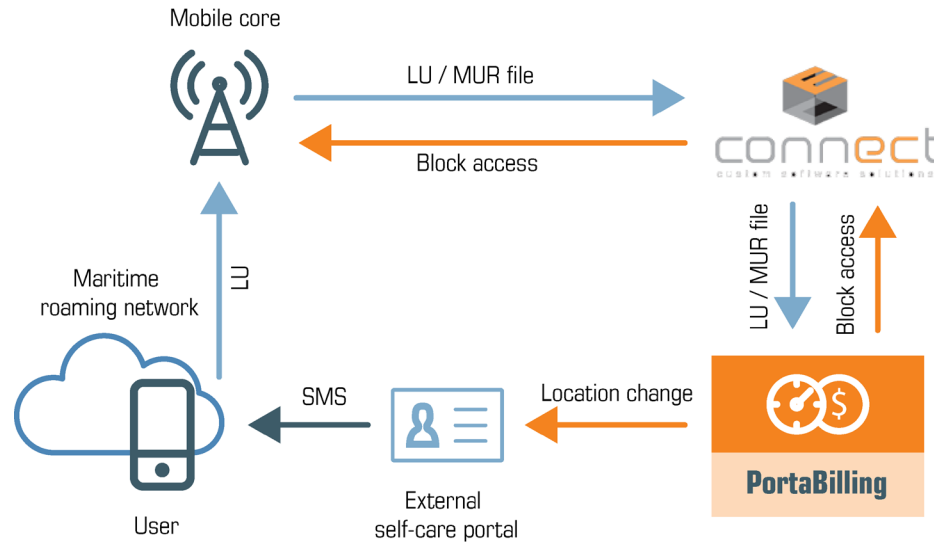 Mobile core
LU / MUR file
Block access
connect
custom software solutions
LU
LU / MUR file
Block access
Maritime
roaming network
SMS
Location change
$
PortaBilling
User
External
self-care portal